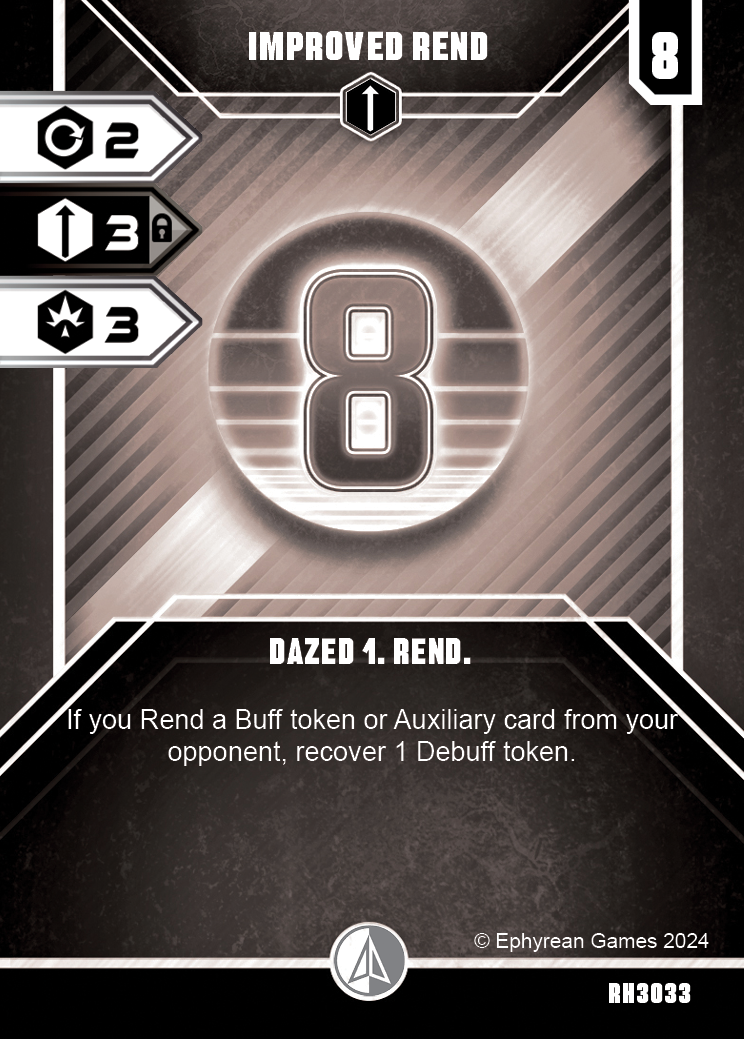 IMPROVED REND
8
2
3
3
8
DAZED 1. REND.
If you Rend a Buff token or Auxiliary card from your
opponent, recover 1 Debuff token.
© Ephyrean Games 2024
RH3033